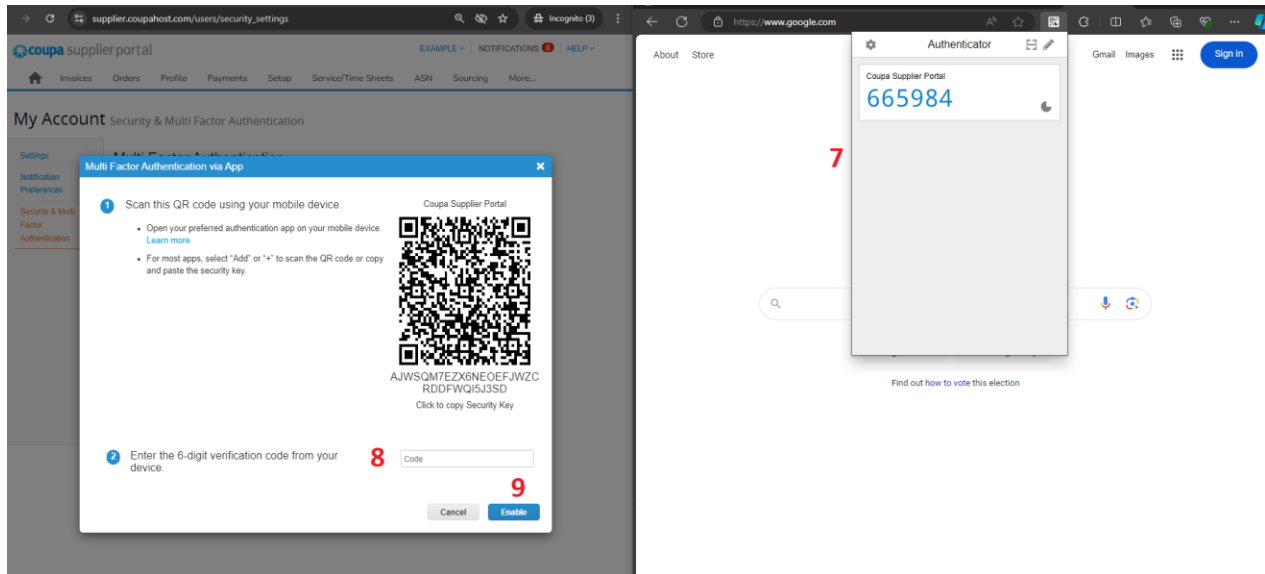 supplier.coupahost.com/users/security_settings
Incognito (3)
coupa supplier portal
EXAMPLE
NOTIFICATIONS 0
HELP
Invoices Orders Profile Payments Setup Service/Time Sheets ASN Sourcing More...
My Account Security & Multi Factor Authentication
Settings
Notification
Preferences
Security & Multi
Factor
Authentication
Multi Factor Authentication
Multi Factor Authentication via App
1 Scan this QR code using your mobile device.
• Open your preferred authentication app on your mobile device.
Learn more
• For most apps, select "Add" or "+" to scan the QR code or copy
and paste the security key.
Coupa Supplier Portal
AJWSQM7EZX6NEOEFJWZC
RDDFWQI5J3SD
Click to copy Security Key
2 Enter the 6-digit verification code from your
device.
8
Code
9
Cancel
Enable
https://www.google.com
About Store
Gmail Images
Sign in
Authenticator
Coupa Supplier Portal
665984
7
Find out how to vote this election